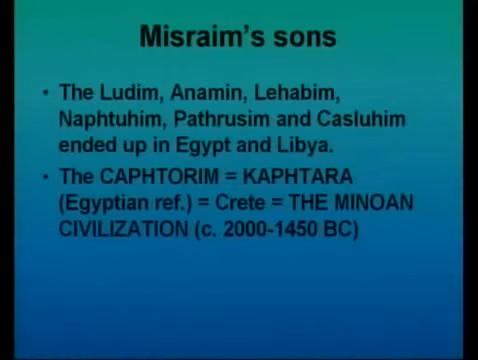 Misraim's sons
• The Ludim, Anamin, Lehabim,
Naphtuhim, Pathrusim and Casluhim
ended up in Egypt and Libya.
• The CAPHTORIM = KAPHTARA
(Egyptian ref.) = Crete = THE MINOAN
CIVILIZATION (c. 2000-1450 BC)